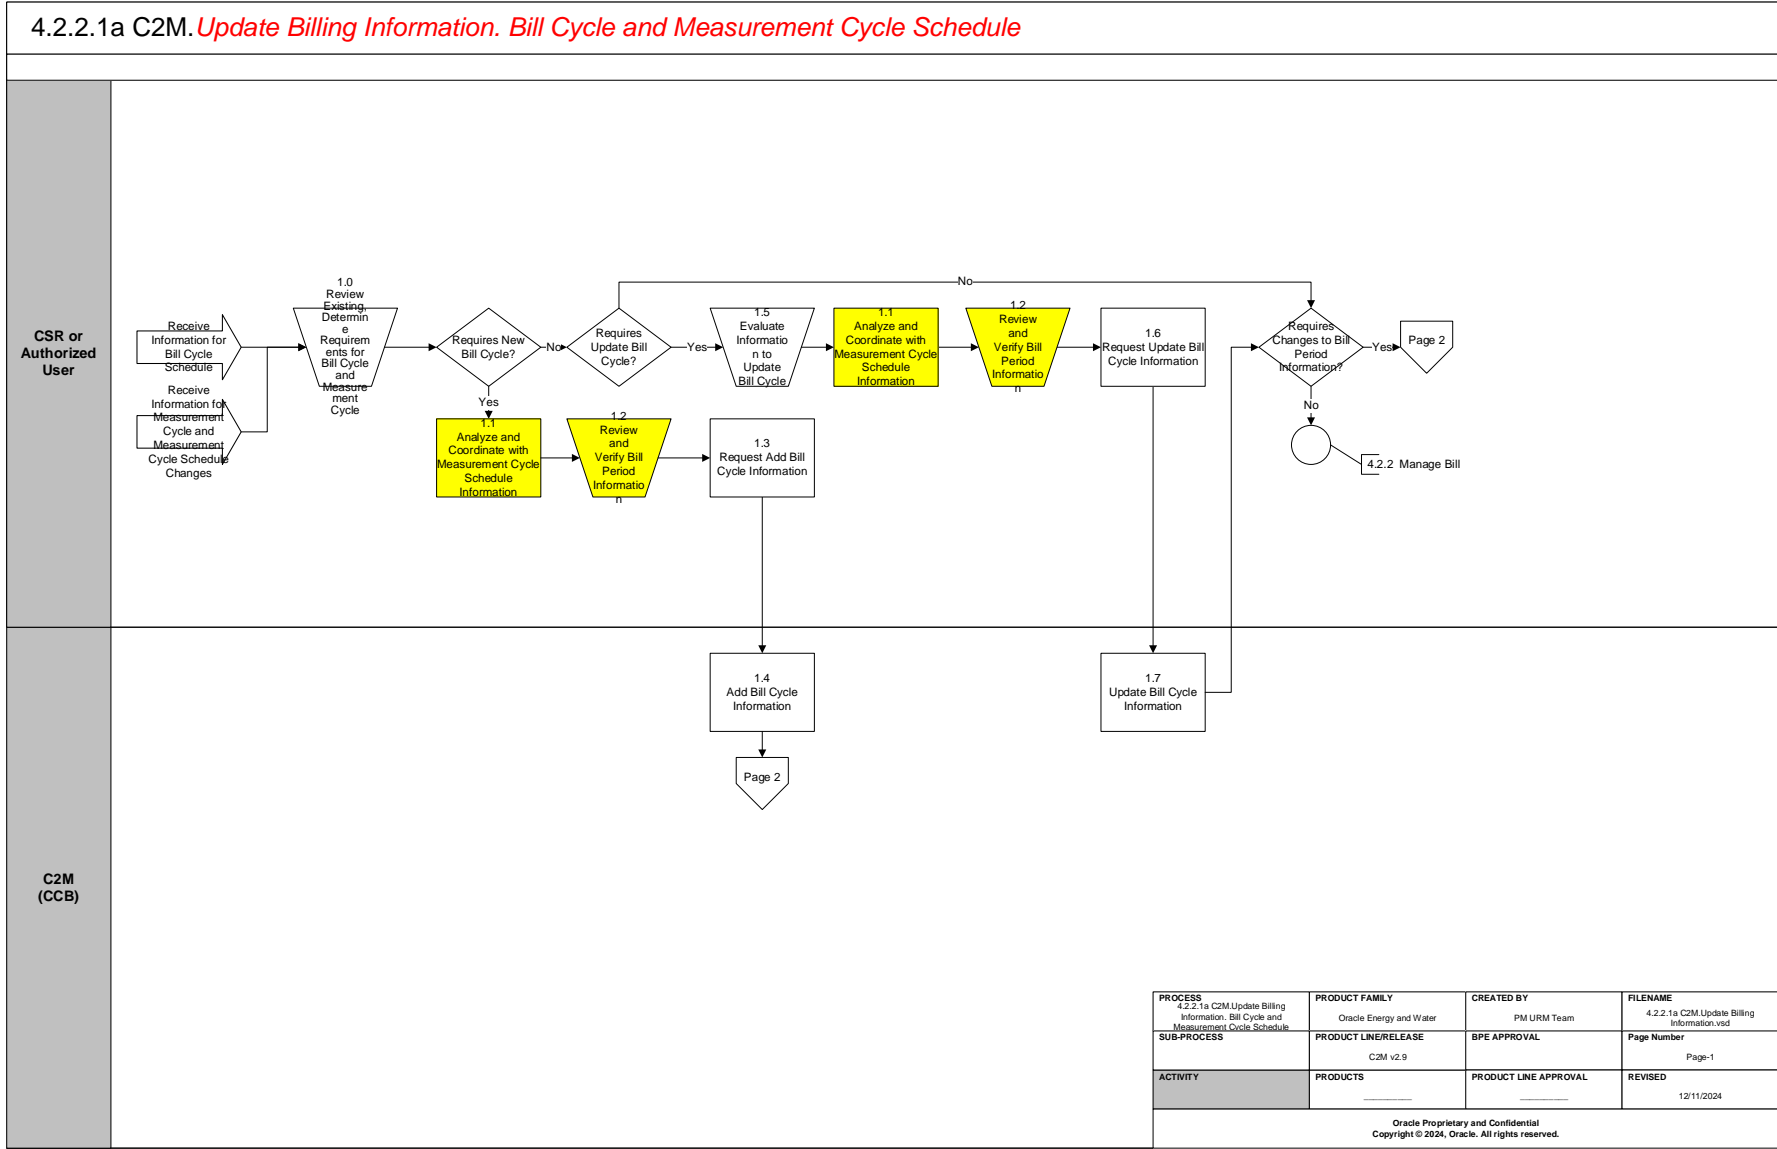 4.2.2.1a C2M.Update Billing Information. Bill Cycle and Measurement Cycle Schedule
CSR or
Authorized
User
Receive
Information for
Bill Cycle
Schedule
Receive
Information for
Measurement
Cycle and
Measurement
Cycle Schedule
Changes
1.0
Review
Existing,
Determin
e
Requirem
ents for
Bill Cycle
and
Measure
ment
Cycle
Requires New
Bill Cycle?
No
Yes
Requires
Update Bill
Cycle?
No
Yes
1.5
Evaluate
Informatio
n to
Update
Bill Cycle
1.1
Analyze and
Coordinate with
Measurement Cycle
Schedule
Information
1.2
Review
and
Verify Bill
Period
Informatio
n
1.6
Request Update Bill
Cycle Information
Requires
Changes to Bill
Period
Information?
Yes
Page 2
No
4.2.2 Manage Bill
1.1
Analyze and
Coordinate with
Measurement Cycle
Schedule
Information
1.2
Review
and
Verify Bill
Period
Informatio
n
1.3
Request Add Bill
Cycle Information
C2M
(CCB)
1.4
Add Bill Cycle
Information
Page 2
1.7
Update Bill Cycle
Information
PROCESS
4.2.2.1a C2M.Update Billing
Information. Bill Cycle and
Measurement Cycle Schedule
PRODUCT FAMILY
Oracle Energy and Water
CREATED BY
PM URM Team
FILENAME
4.2.2.1a C2M.Update Billing
Information.vsd
SUB-PROCESS
PRODUCT LINE/RELEASE
C2M v2.9
BPE APPROVAL
Page Number
Page-1
ACTIVITY
PRODUCTS
PRODUCT LINE APPROVAL
REVISED
12/11/2024
Oracle Proprietary and Confidential
Copyright © 2024, Oracle. All rights reserved.